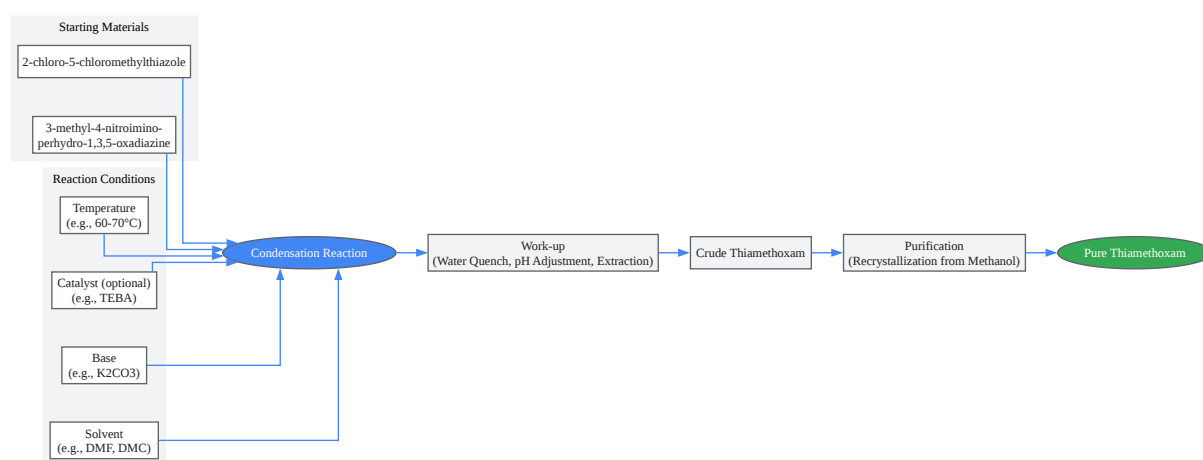 Starting Materials
2-chloro-5-chloromethylthiazole
3-methyl-4-nitroimino-
perhydro-1,3,5-oxadiazine
Reaction Conditions
Temperature
(e.g., 60-70°C)
Catalyst (optional)
(e.g., TEBA)
Base
(e.g., K2CO3)
Solvent
(e.g., DMF, DMC)
Condensation Reaction
Work-up
(Water Quench, pH Adjustment, Extraction)
Crude Thiamethoxam
Purification
(Recrystallization from Methanol)
Pure Thiamethoxam